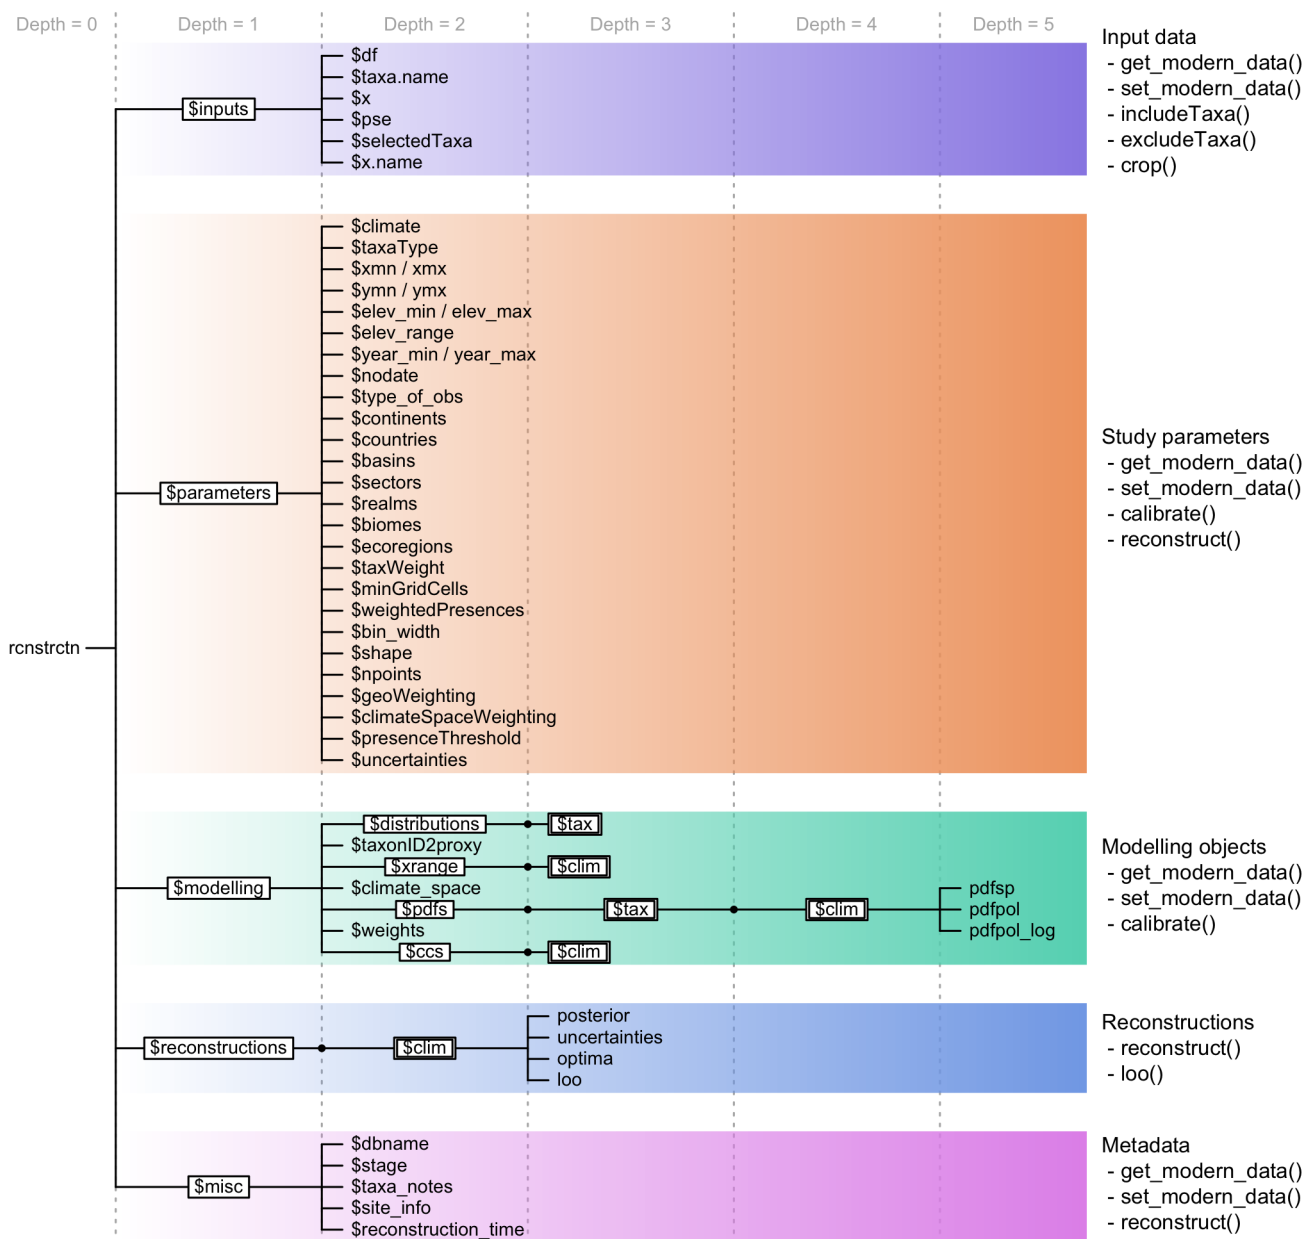 Depth = 0 Depth = 1 Depth = 2 Depth = 3 Depth = 4 Depth = 5
rcnstrctn
$inputs
$df
$taxa.name
$x
$pse
$selectedTaxa
$x.name
Input data
- get_modern_data()
- set_modern_data()
- includeTaxa()
- excludeTaxa()
- crop()
$parameters
$climate
$taxaType
$xmn / xmx
$ymn / ymx
$elev_min / elev_max
$elev_range
$year_min / year_max
$nodate
$type_of_obs
$continents
$countries
$basins
$sectors
$realms
$biomes
$ecoregions
$taxWeight
$minGridCells
$weightedPresences
$bin_width
$shape
$npoints
$geoWeighting
$climateSpaceWeighting
$presenceThreshold
$uncertainties
Study parameters
- get_modern_data()
- set_modern_data()
- calibrate()
- reconstruct()
$modelling
$distributions $tax
$taxonID2proxy
$xrange $clim
$climate_space
$pdfs $tax $clim
pdfsp
pdfpol
pdfpol_log
$weights
$ccs $clim
Modelling objects
- get_modern_data()
- set_modern_data()
- calibrate()
$reconstructions $clim
posterior
uncertainties
optima
loo
Reconstructions
- reconstruct()
- loo()
$misc
$dbname
$stage
$taxa_notes
$site_info
$reconstruction_time
Metadada
- get_modern_data()
- set_modern_data()
- reconstruct()